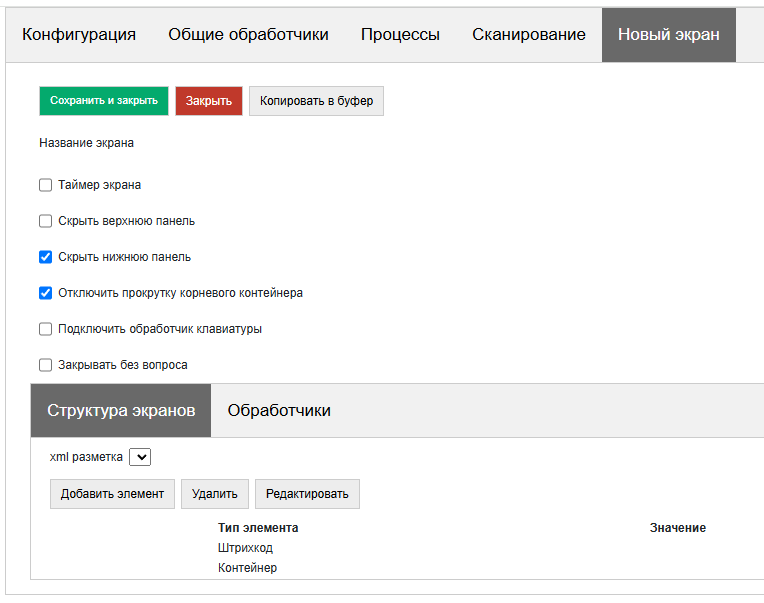 Конфигурация Общие обработчики Процессы Сканирование Новый экран
Сохранить и закрыть Закрыть Копировать в буфер
Название экрана
Таймер экрана
Скрыть верхнюю панель
Скрыть нижнюю панель
Отключить прокрутку корневого контейнера
Подключить обработчик клавиатуры
Закрывать без вопроса
Структура экранов Обработчики
xml разметка
Добавить элемент Удалить Редактировать
Тип элемента Значение
Штрихкод
Контейнер